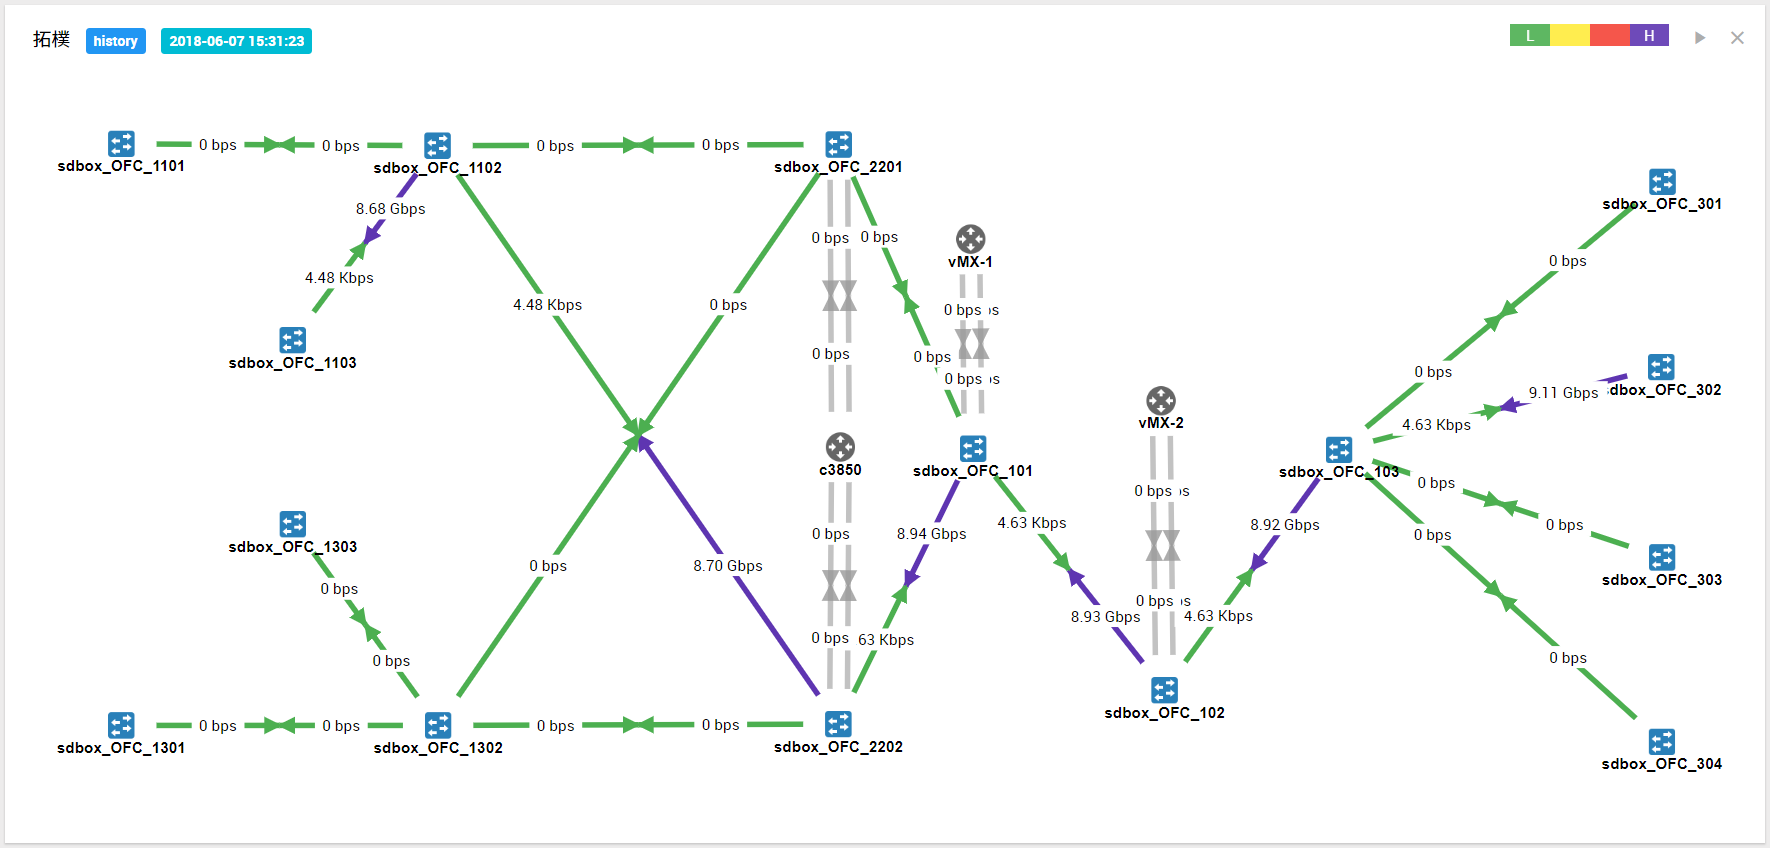 拓樸 history 2018-06-07 15:31:23
L H
sdbox_OFC_1101
0 bps
0 bps
sdbox_OFC_1102
0 bps
0 bps
sdbox_OFC_2201
8.68 Gbps
4.48 Kbps
sdbox_OFC_1103
4.48 Kbps
0 bps
0 bps
0 bps
0 bps
0 bps
vMX-1
0 bps
0 bps
c3850
0 bps
0 bps
sdbox_OFC_101
vMX-2
0 bps
0 bps
sdbox_OFC_301
0 bps
0 bps
sdbox_OFC_302
9.11 Gbps
4.63 Kbps
sdbox_OFC_103
0 bps
0 bps
sdbox_OFC_303
0 bps
0 bps
sdbox_OFC_304
8.92 Gbps
4.63 Kbps
4.63 Kbps
8.93 Gbps
sdbox_OFC_102
8.94 Gbps
63 Kbps
sdbox_OFC_1303
0 bps
0 bps
0 bps
8.70 Gbps
sdbox_OFC_1301
0 bps
0 bps
sdbox_OFC_1302
0 bps
0 bps
sdbox_OFC_2202